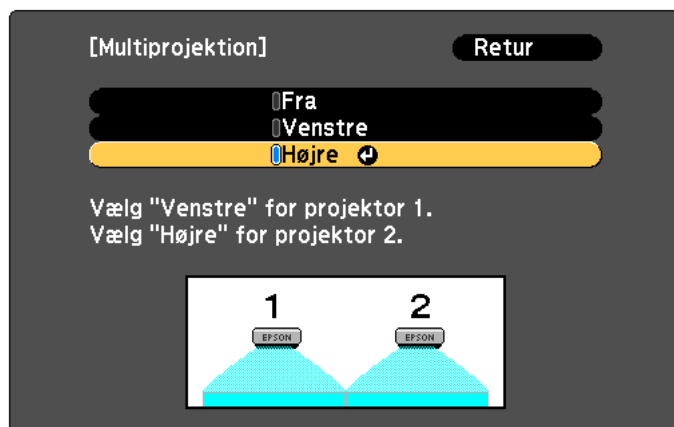 [Multiprojektion]
Retur
Fra
Venstre
Højre
Vælg "Venstre" for projektor 1.
Vælg "Højre" for projektor 2.
1 2
EPSON EPSON